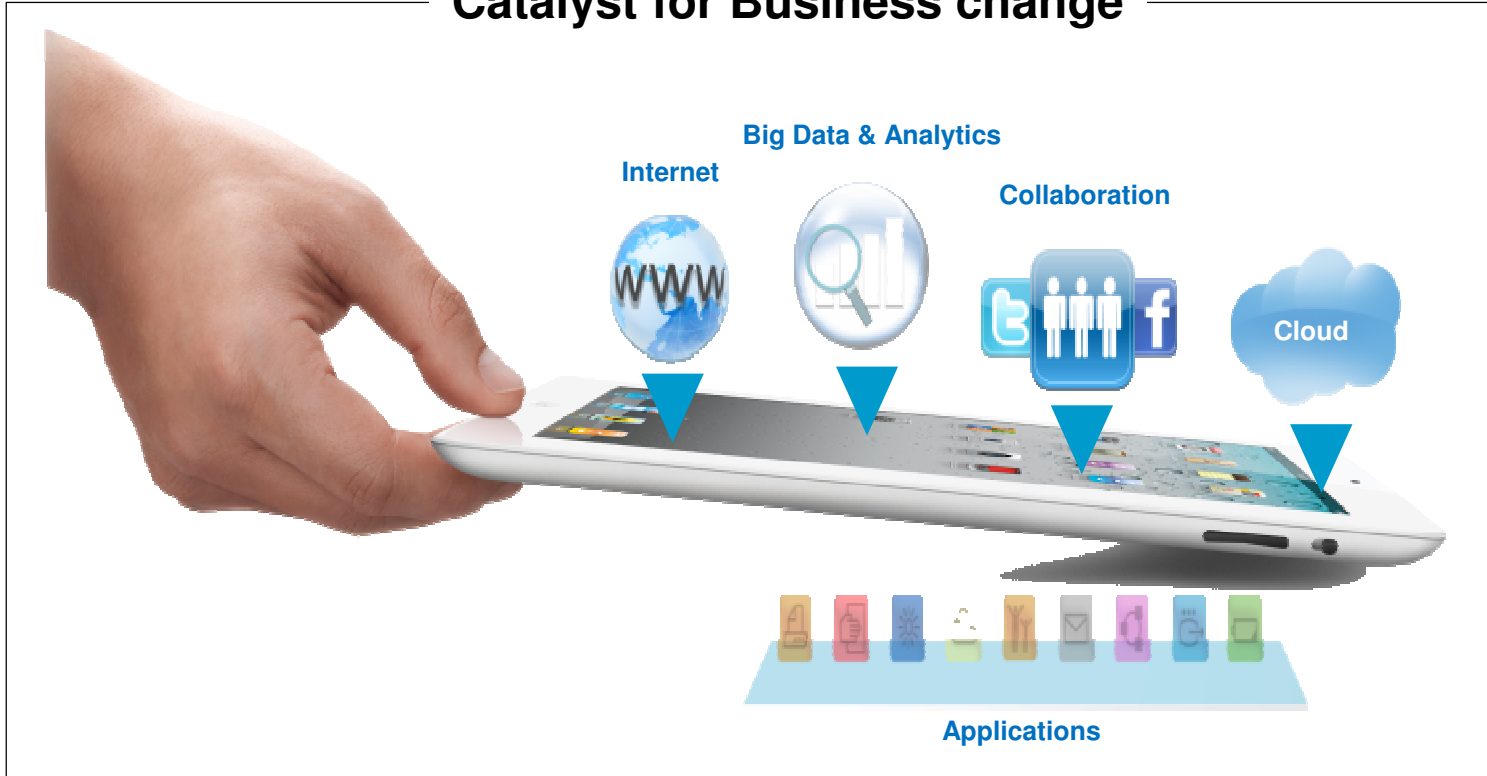 Catalyst for Business change
Big Data & Analytics
Internet
Collaboration
WWW
Cloud
Applications